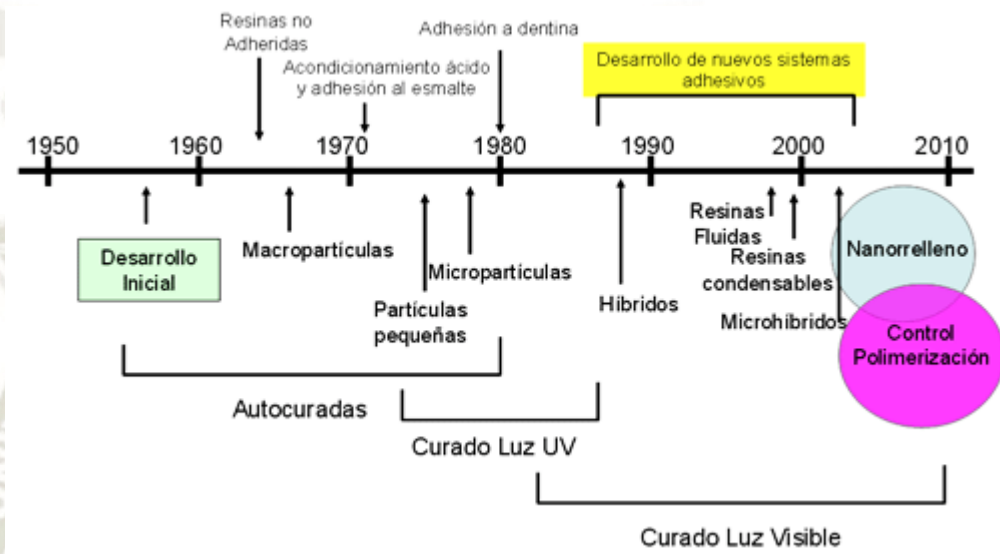 Resinas no
Adheridas
Acondicionamiento ácido
y adhesión al esmalte
Adhesión a dentina
Desarrollo de nuevos sistemas
adhesivos
1950 1960 1970 1980 1990 2000 2010
Desarrollo
Inicial
Macropartículas
Partículas
pequeñas
Micropartículas
Híbridos
Resinas
Fluidas
Resinas
condensables
Microhíbridos
Nanorrelleno
Control
Polimerización
Autocuradas
Curado Luz UV
Curado Luz Visible